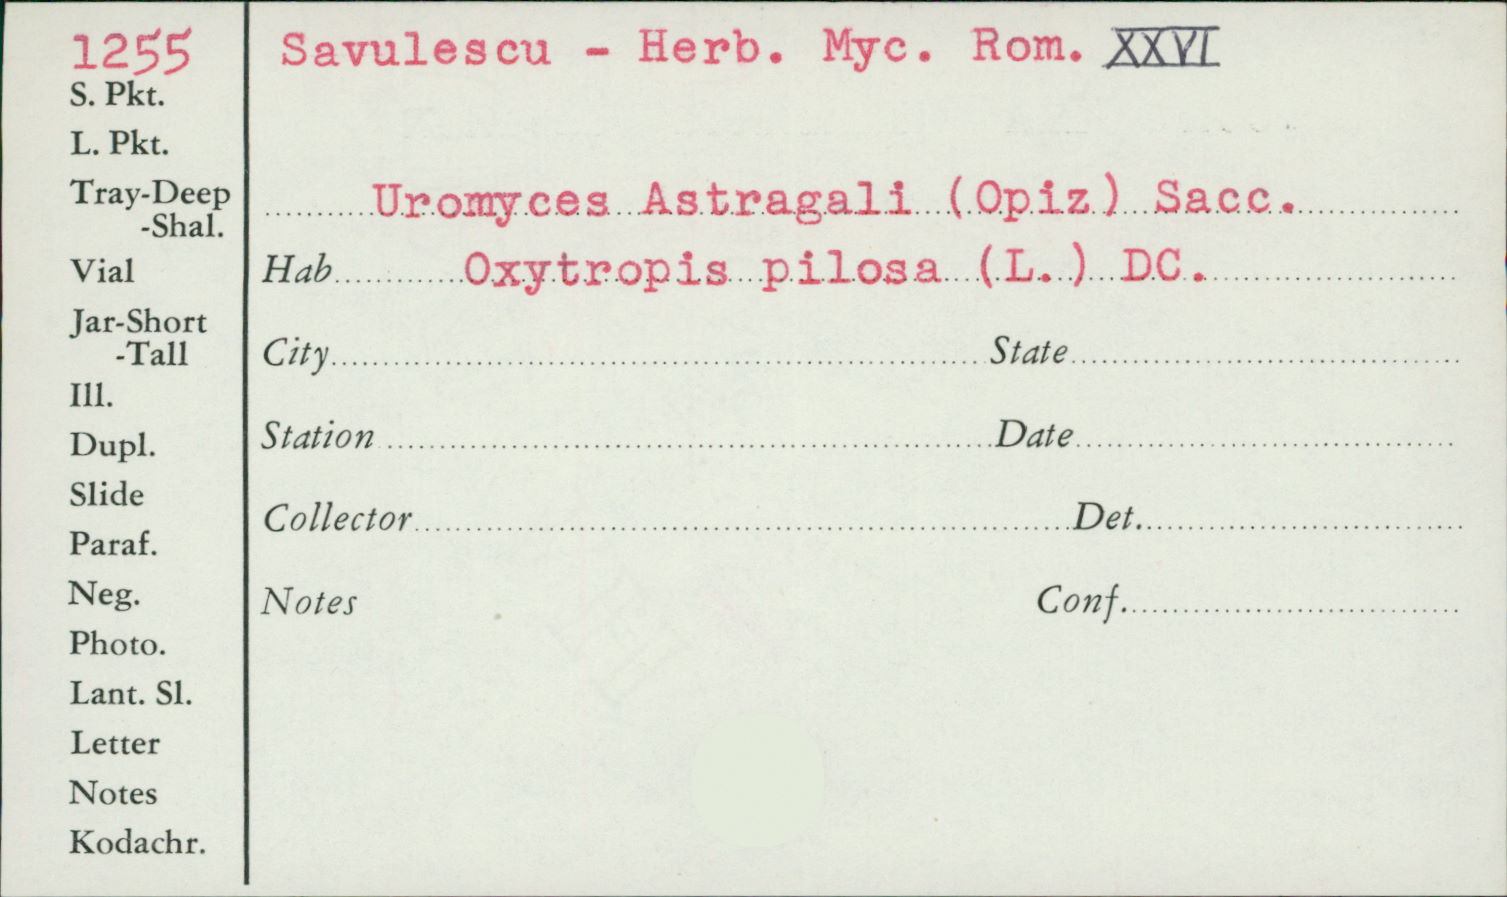 1255
Savulescu - Herb. Myc. Rom. XXVI
S. Pkt.
L. Pkt.
Tray-Deep
-Shal.
Uromyces Astragali (Opiz) Sacc.
Vial
Hab. Oxytropis pilosa (L.) DC.
Jar-Short
-Tall
City State
Ill.
Dupl.
Station Date
Slide
Collector Det.
Paraf.
Neg.
Notes Conf.
Photo.
Lant. Sl.
Letter
Notes
Kodachr.